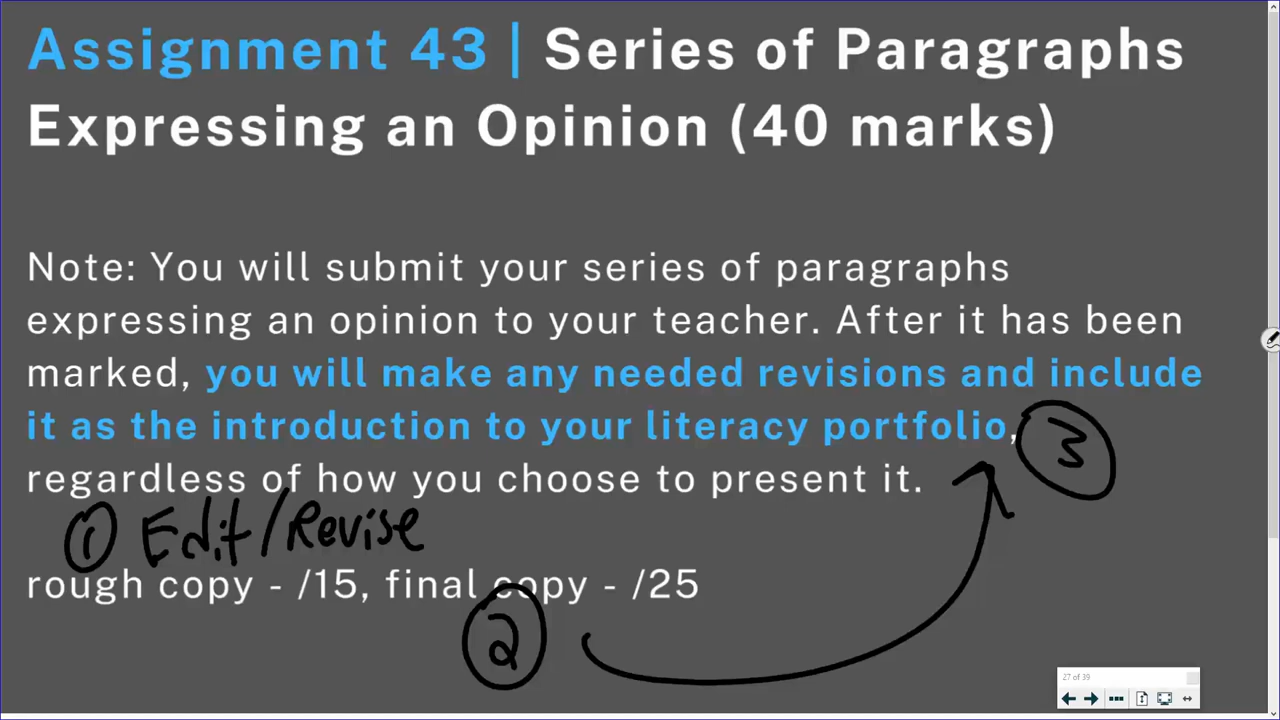 Assignment 43 | Series of Paragraphs
Expressing an Opinion (40 marks)
Note: You will submit your series of paragraphs
expressing an opinion to your teacher. After it has been
marked, you will make any needed revisions and include
it as the introduction to your literacy portfolio,
3
regardless of how you choose to present it.
1 Edit/Revise
rough copy - /15, final copy - /25
2
27 of 39